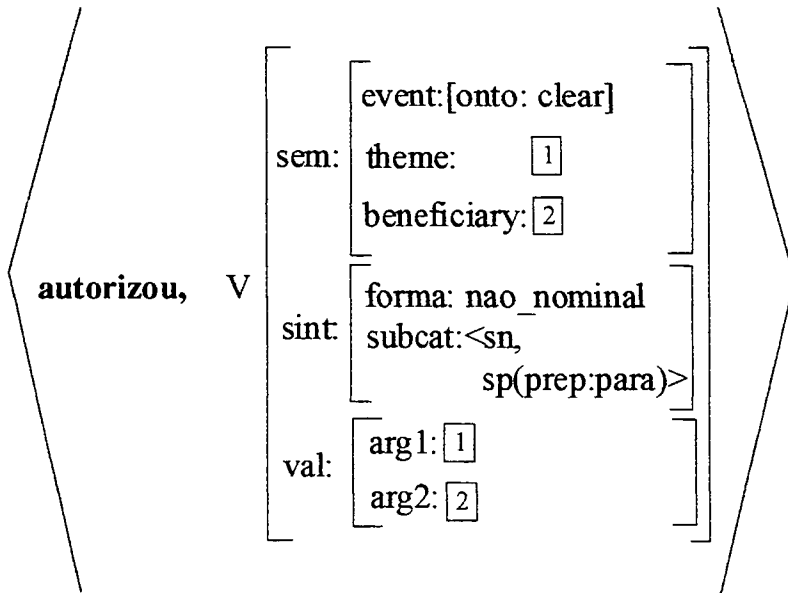 event:[onto: clear]
sem: theme: 1
beneficiary: 2
autorizou, V
forma: nao_nominal
sint: subcat:<sn,
sp(prep:para)>
arg1: 1
val:
arg2: 2